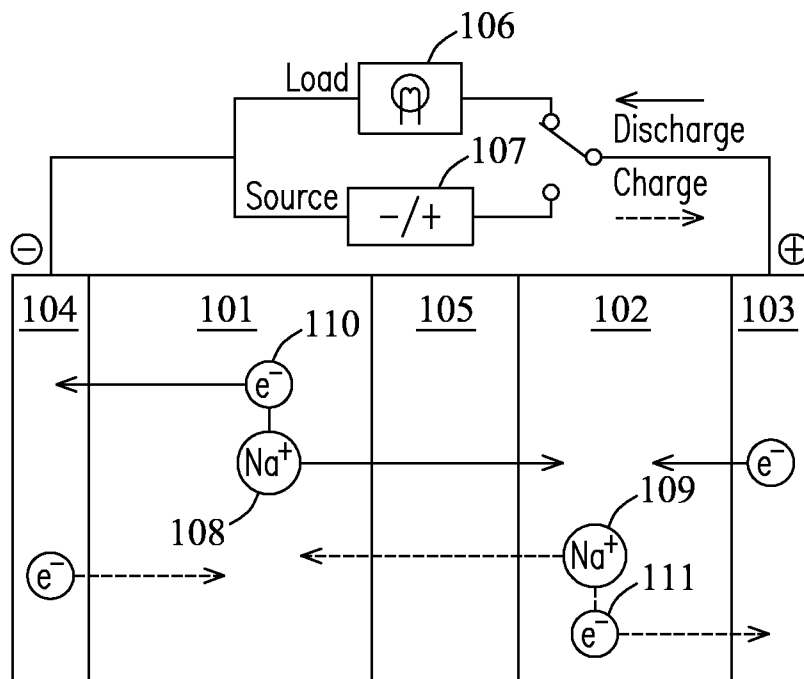 106
Load
Discharge
107
Charge
Source
-/+
− +
104 101 105 102 103
110
e⁻
Na⁺ e⁻
108
109
e⁻ Na⁺
111
e⁻